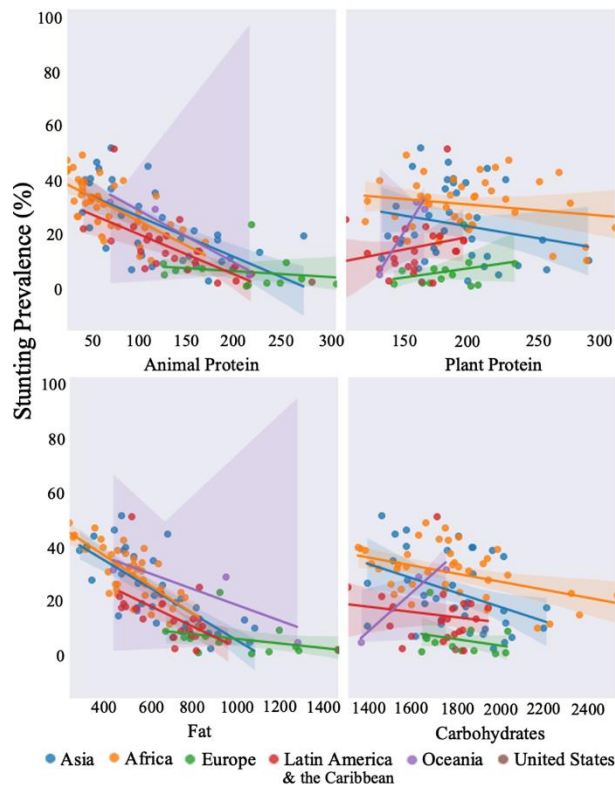 Stunting Prevalence (%)
100
80
60
40
20
0
50 100 150 200 250 300
150 200 250 300
Animal Protein
Plant Protein
100
80
60
40
20
0
400 600 800 1000 1200 1400
1400 1600 1800 2000 2200 2400
Fat
Carbohydrates
Asia Africa Europe Latin America Oceania United States
& the Caribbean